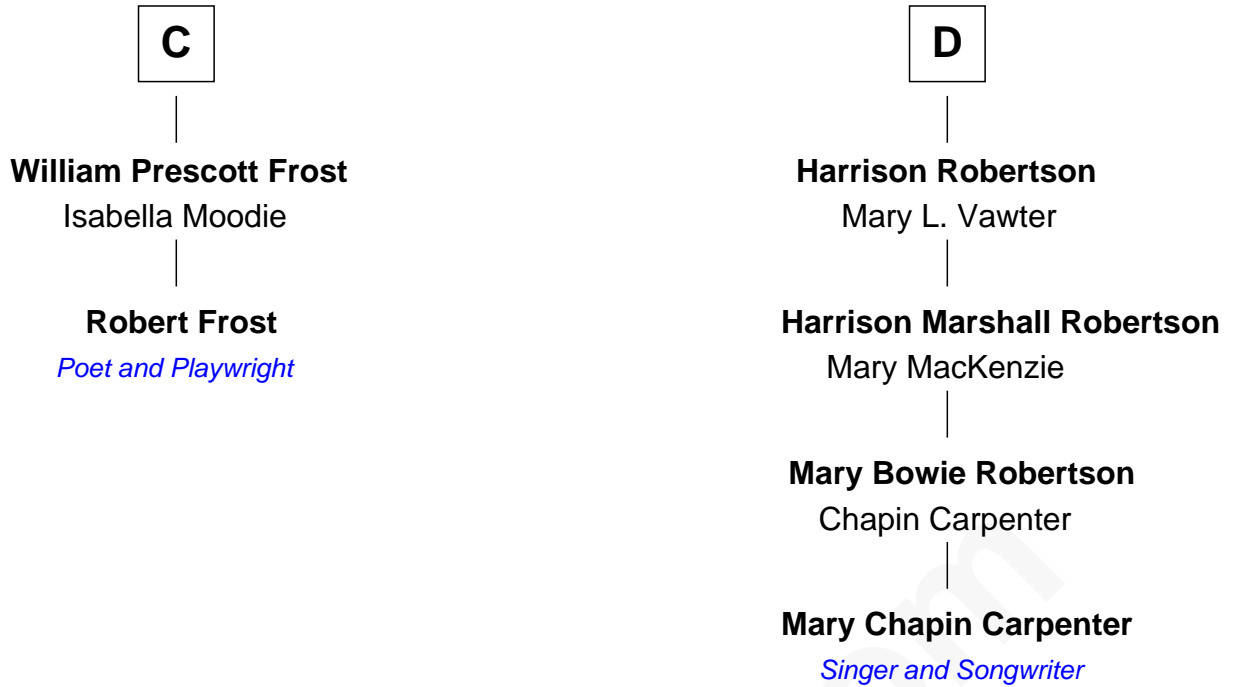 C
William Prescott Frost
Isabella Moodie
Robert Frost
Poet and Playwright
D
Harrison Robertson
Mary L. Vawter
Harrison Marshall Robertson
Mary MacKenzie
Mary Bowie Robertson
Chapin Carpenter
Mary Chapin Carpenter
Singer and Songwriter